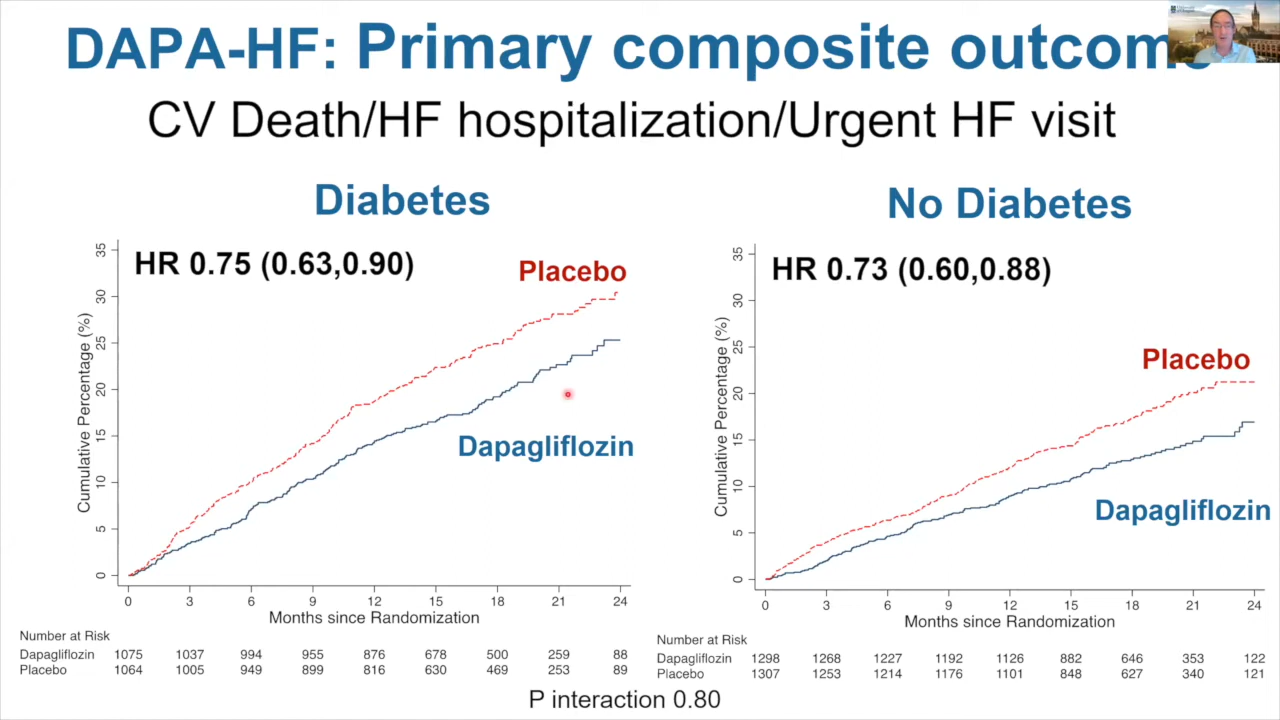 DAPA-HF: Primary composite outcome
CV Death/HF hospitalization/Urgent HF visit
Diabetes
HR 0.75 (0.63,0.90)
Placebo
Dapagliflozin
Cumulative Percentage (%)
35
30
25
20
15
10
5
0
0 3 6 9 12 15 18 21 24
Months since Randomization
Number at Risk
Dapagliflozin 1075 1037 994 955 876 678 500 259 88
Placebo 1064 1005 949 899 816 630 469 253 89
No Diabetes
HR 0.73 (0.60,0.88)
Placebo
Dapagliflozin
Cumulative Percentage (%)
35
30
25
20
15
10
5
0
0 3 6 9 12 15 18 21 24
Months since Randomization
Number at Risk
Dapagliflozin 1298 1268 1227 1192 1126 882 646 353 122
Placebo 1307 1253 1214 1176 1101 848 627 340 121
P interaction 0.80